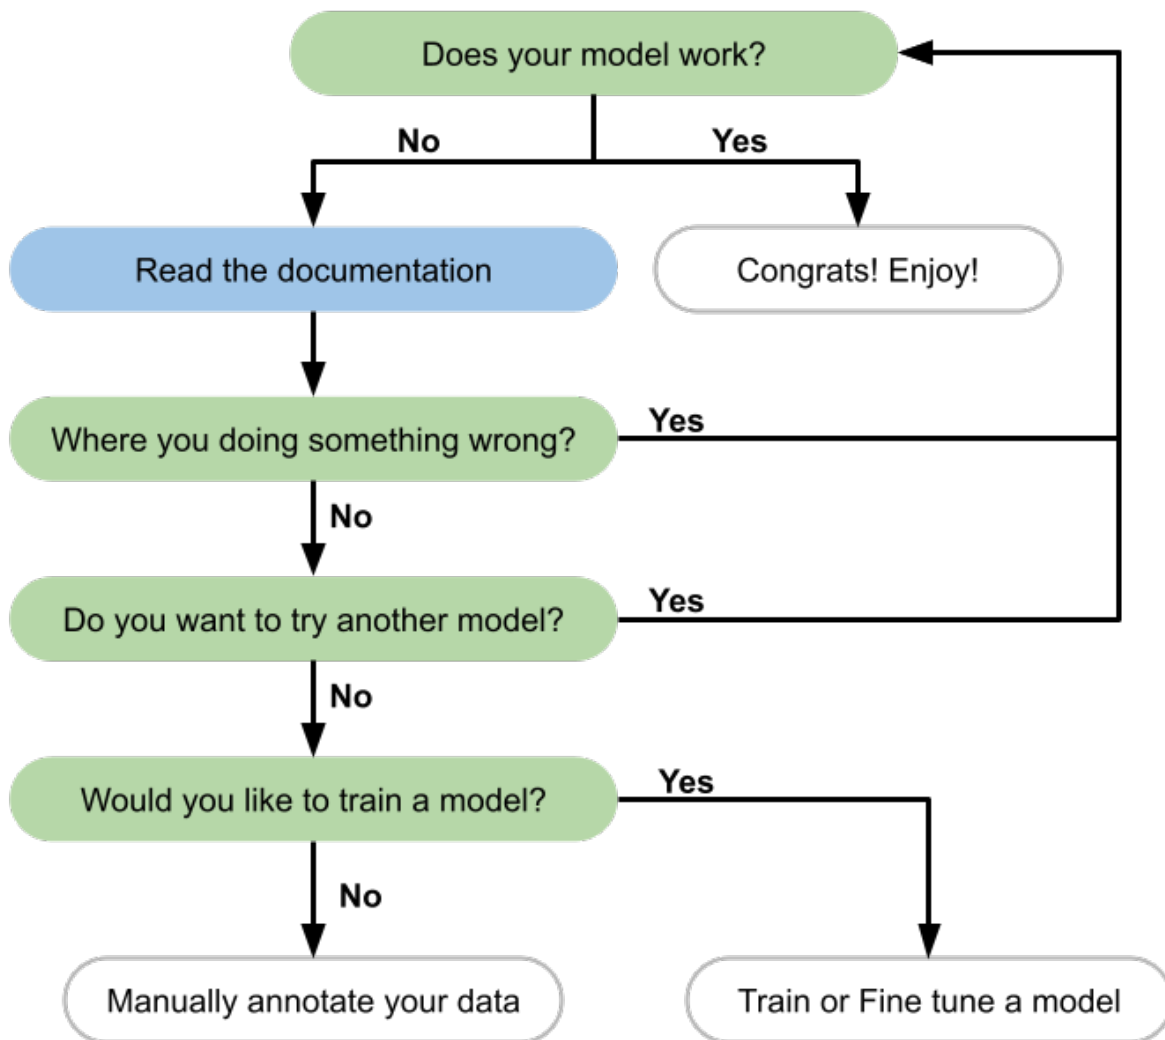 Does your model work?
No
Yes
Read the documentation
Congrats! Enjoy!
Where you doing something wrong?
Yes
No
Do you want to try another model?
Yes
No
Would you like to train a model?
Yes
No
Manually annotate your data
Train or Fine tune a model